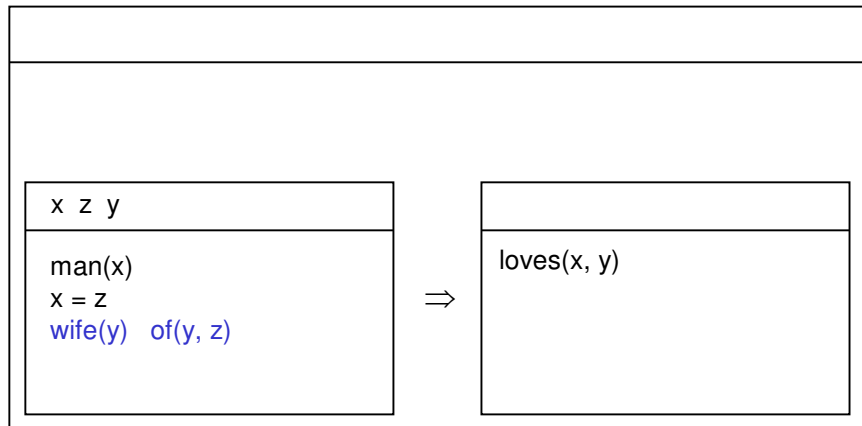 x z y
man(x)
x = z
wife(y) of(y, z)
⇒
loves(x, y)